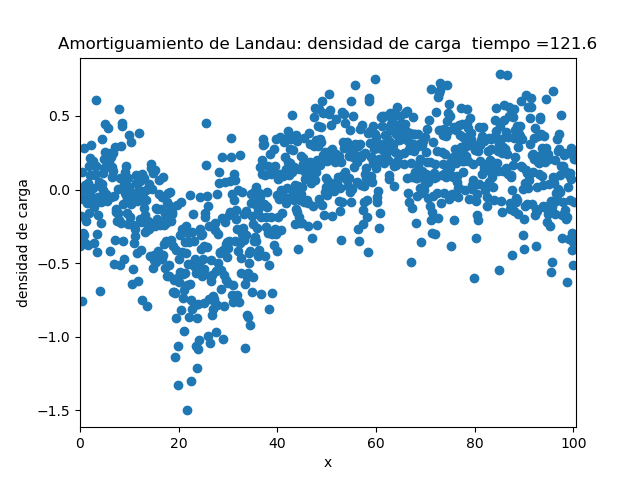 Amortiguamiento de Landau: densidad de carga  tiempo =121.6
densidad de carga
0.5
0.0
−0.5
−1.0
−1.5
0 20 40 60 80 100
x